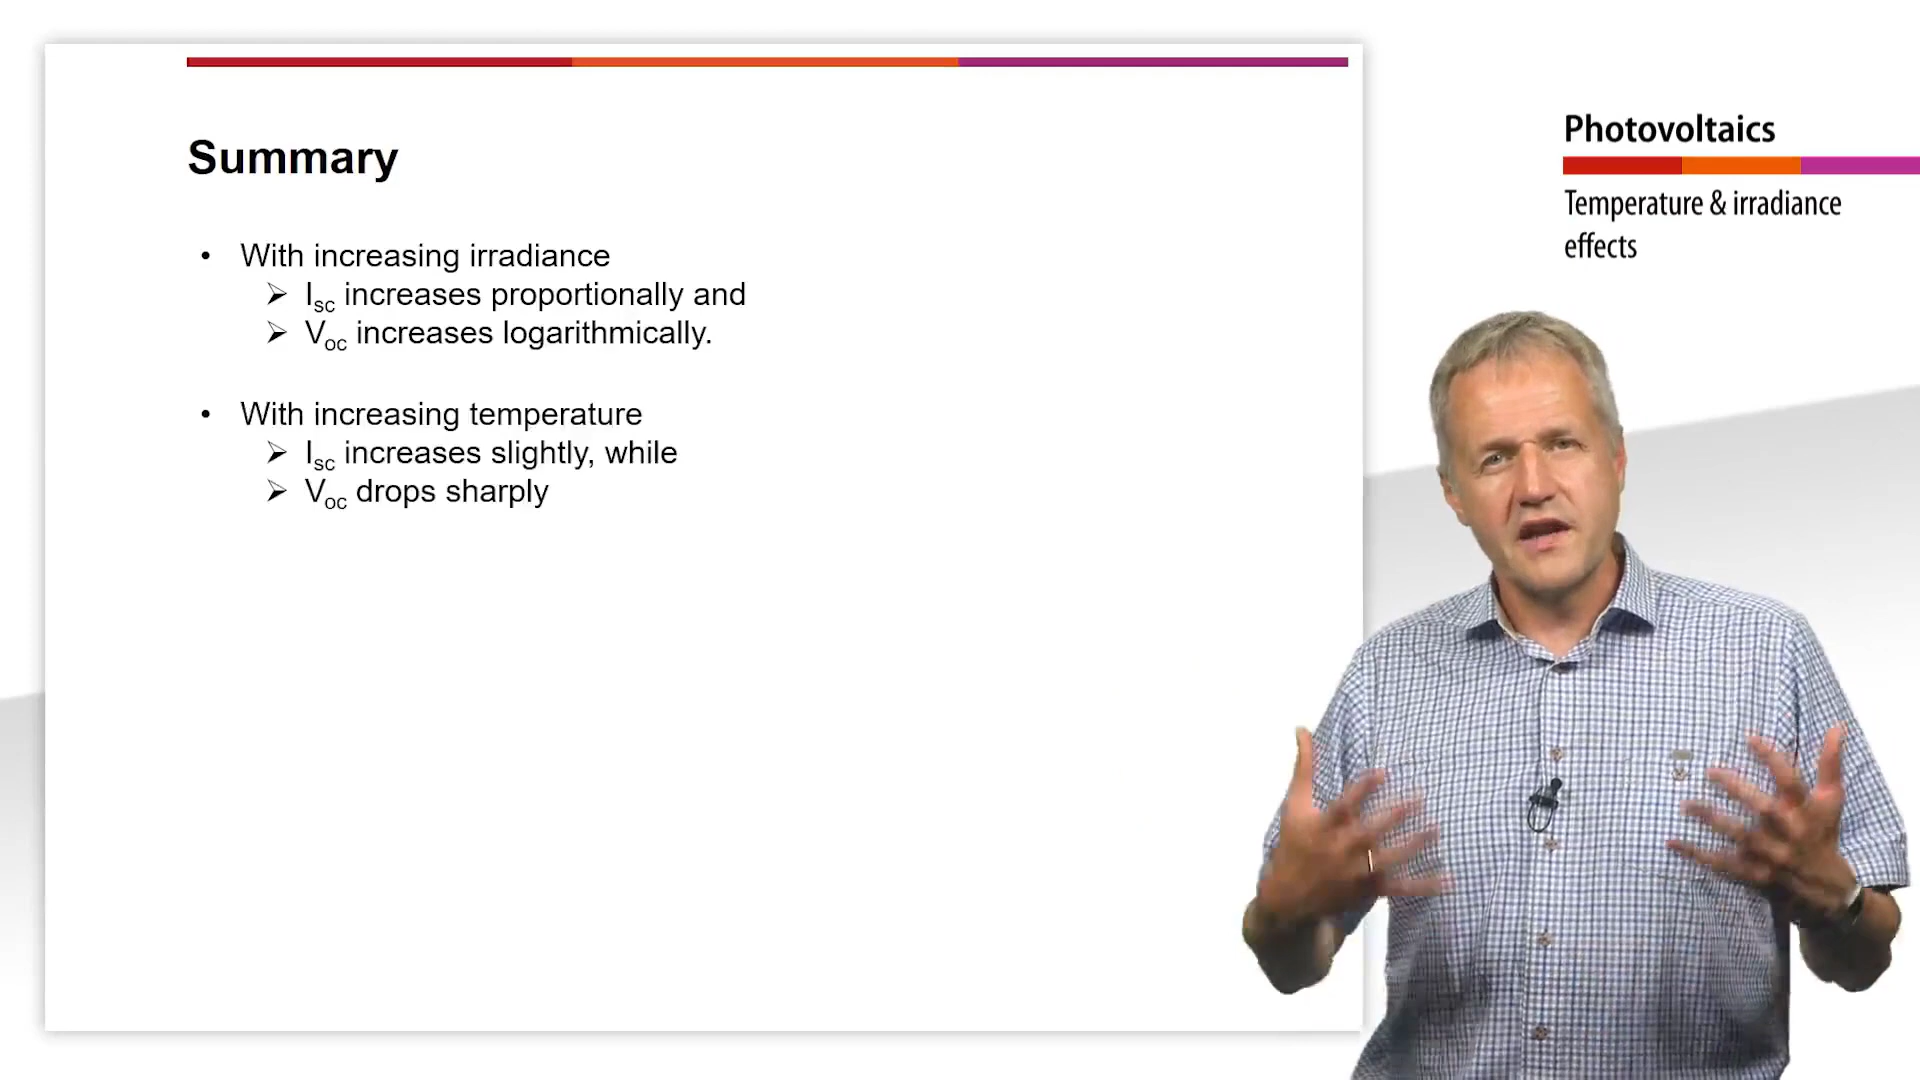 Summary
• With increasing irradiance
➢ Isc increases proportionally and
➢ Voc increases logarithmically.
• With increasing temperature
➢ Isc increases slightly, while
➢ Voc drops sharply
Photovoltaics
Temperature & irradiance
effects